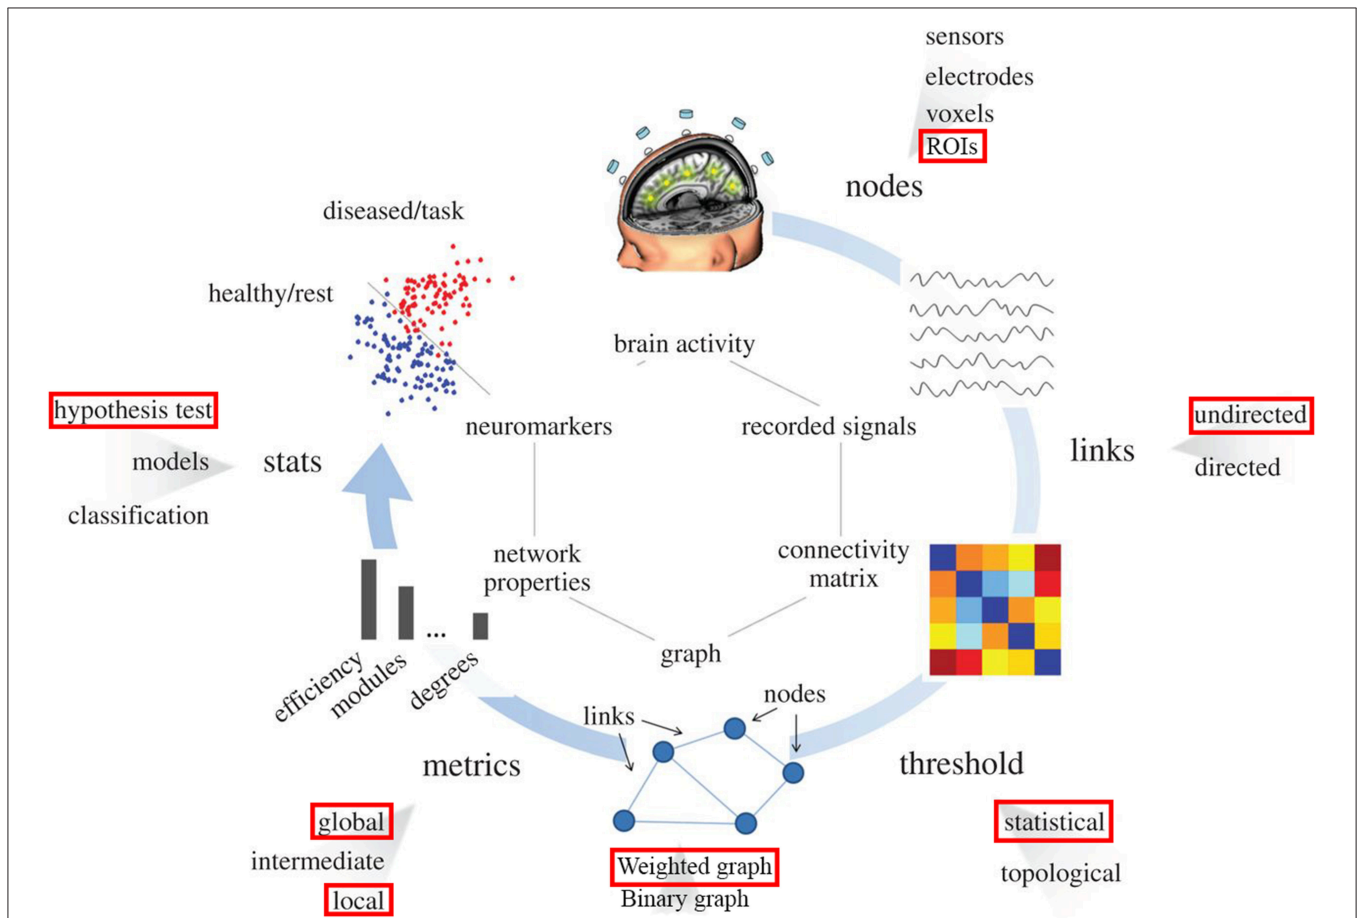 sensors
electrodes
voxels
ROIs
nodes
diseased/task
healthy/rest
brain activity
hypothesis test
models
classification
stats
neuromarkers
recorded signals
links
undirected
directed
network
properties
connectivity
matrix
graph
efficiency
modules
...
degrees
links
nodes
metrics
threshold
global
intermediate
local
Weighted graph
Binary graph
statistical
topological